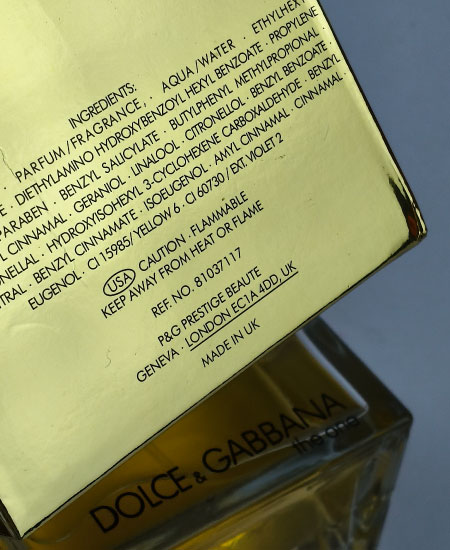 INGREDIENTS:
PARFUM/FRAGRANCE, · AQUA/WATER · ETHYLHEX
· DIETHYLAMINO HYDROXYBENZOYL HEXYL BENZOATE · PROPYLENE
PARABEN · BENZYL SALICYLATE · BUTYLPHENYL METHYLPROPIONAL
CINNAMAL · GERANIOL · LINALOOL · CITRONELLOL · BENZYL BENZOATE
· HYDROXYISOHEXYL 3-CYCLOHEXENE CARBOXALDEHYDE · BENZYL
· BENZYL CINNAMATE · ISOEUGENOL · AMYL CINNAMAL · CINNAMAL ·
EUGENOL · CI 15985/YELLOW 6 · CI 60730/EXT. VIOLET 2
USA CAUTION · FLAMMABLE
KEEP AWAY FROM HEAT OR FLAME
REF NO. 81037117
P&G PRESTIGE BEAUTE
GENEVA · LONDON EC1A 4DD, UK
MADE IN UK
DOLCE & GABBANA
the one